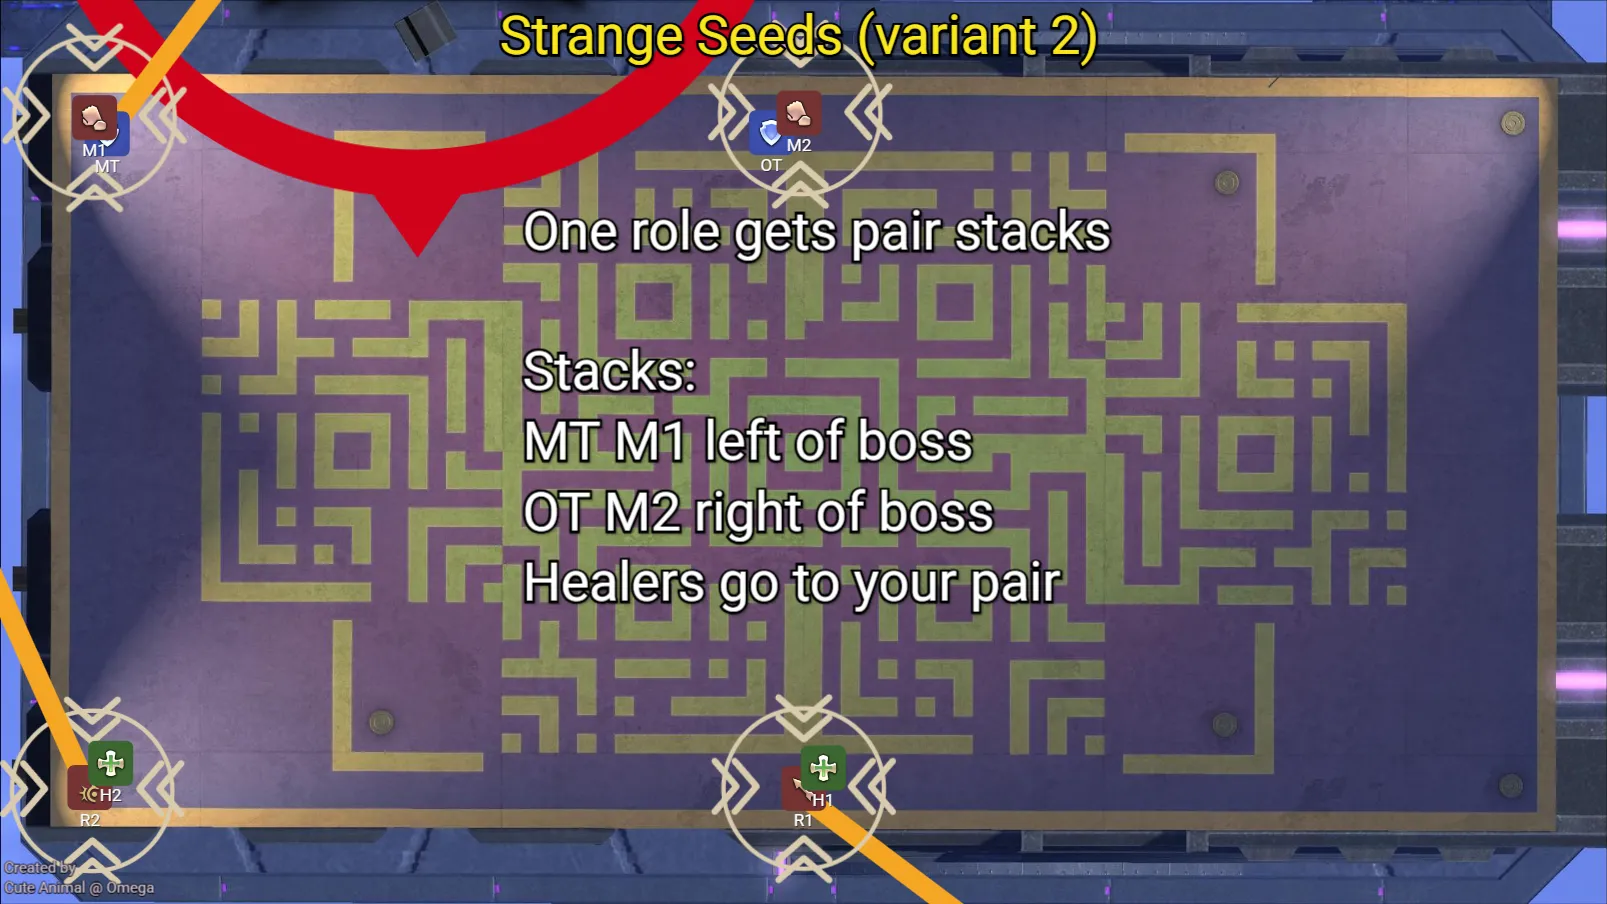 Strange Seeds (variant 2)
M1
MT
M2
OT
One role gets pair stacks
Stacks:
MT M1 left of boss
OT M2 right of boss
Healers go to your pair
H2
R2
H1
R1
Created by
Cute Animal @ Omega